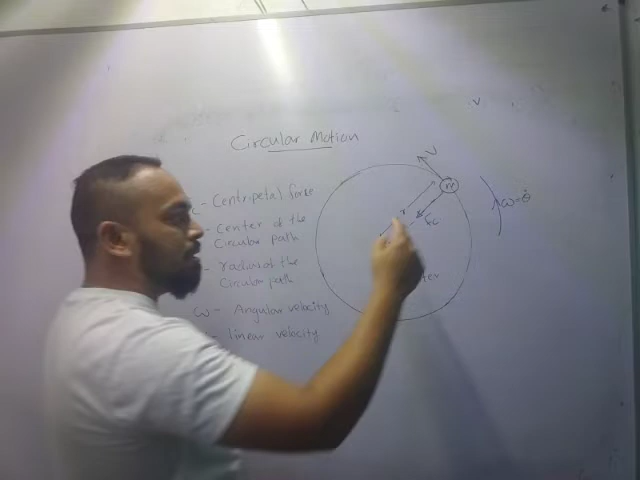 Circular Motion
- Centripetal force
- Center of the
Circular path
- radius of the
Circular path
ω - Angular velocity
linear velocity
V
m
r
Fc
ω=θ̇
V